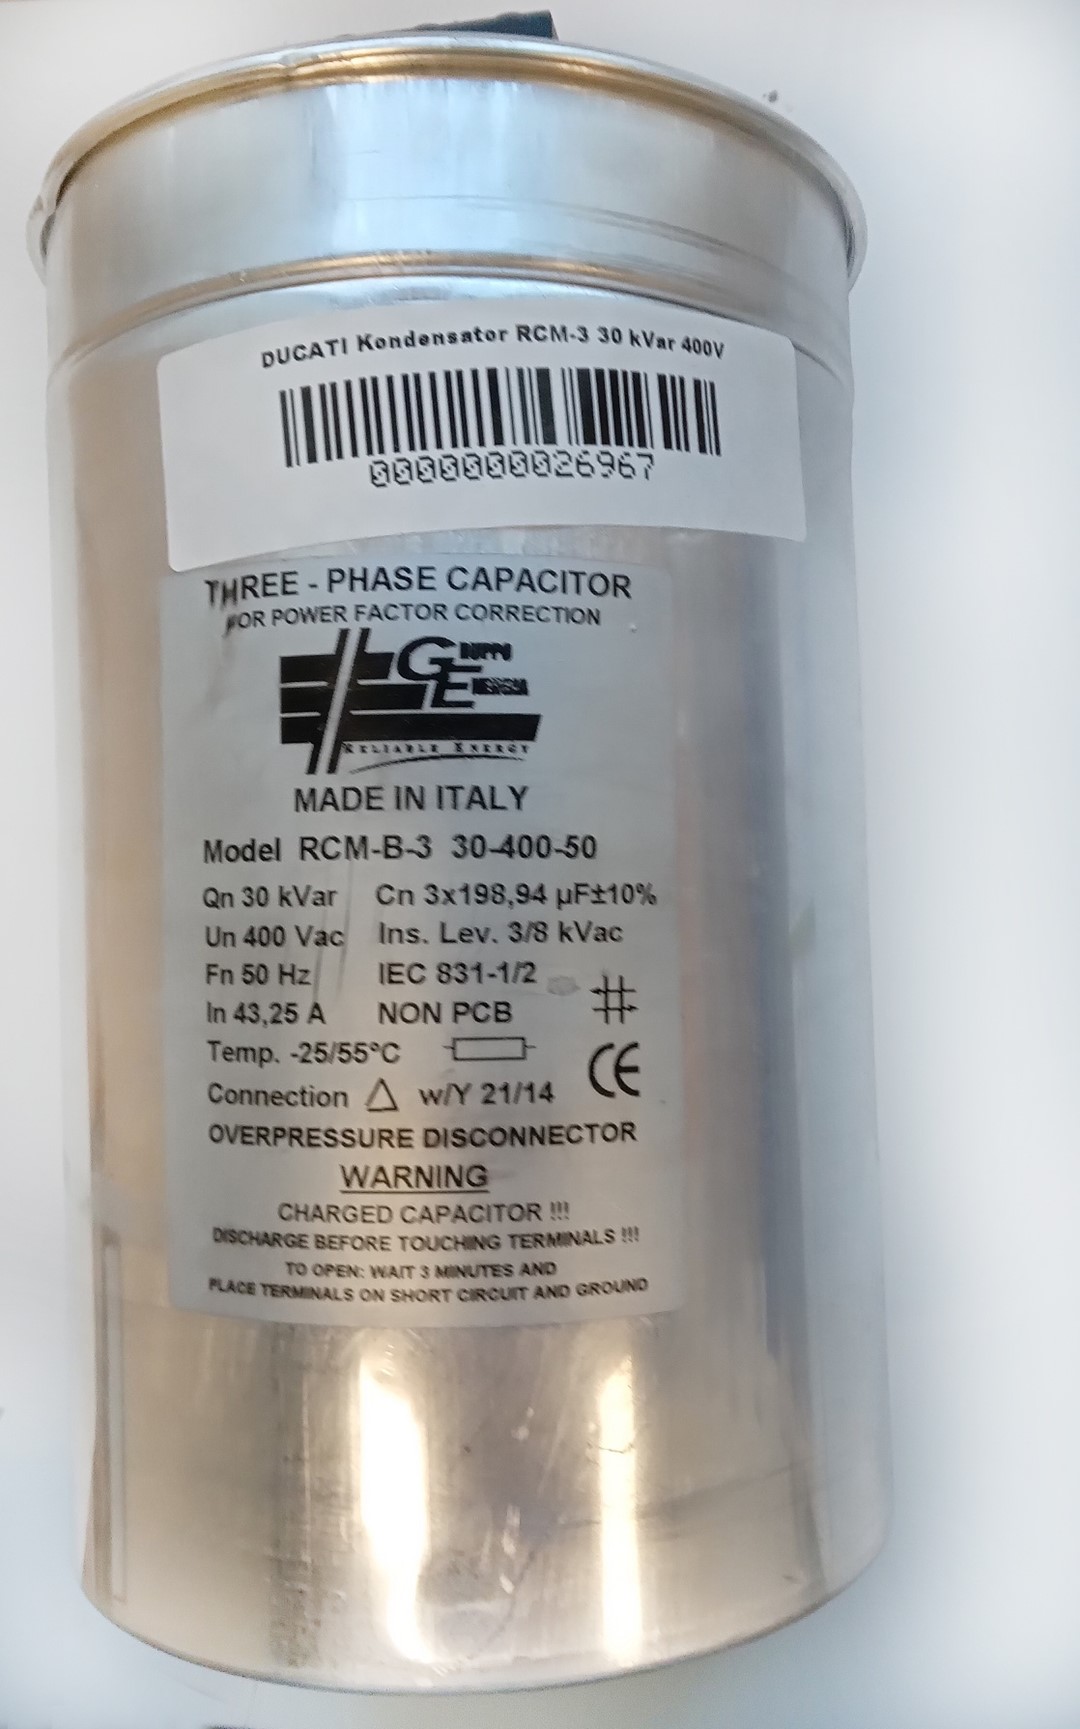 DUCATI Kondensator RCM-3 30 kVar 400V
0000000026967
THREE - PHASE CAPACITOR
FOR POWER FACTOR CORRECTION
GRUPPO
ENERGIA
RELIABLE ENERGY
MADE IN ITALY
Model RCM-B-3 30-400-50
Qn 30 kVar Cn 3x198,94 µF±10%
Un 400 Vac Ins. Lev. 3/8 kVac
Fn 50 Hz IEC 831-1/2
In 43,25 A NON PCB
Temp. -25/55°C
CE
Connection △ w/Y 21/14
OVERPRESSURE DISCONNECTOR
WARNING
CHARGED CAPACITOR !!!
DISCHARGE BEFORE TOUCHING TERMINALS !!!
TO OPEN: WAIT 3 MINUTES AND
PLACE TERMINALS ON SHORT CIRCUIT AND GROUND